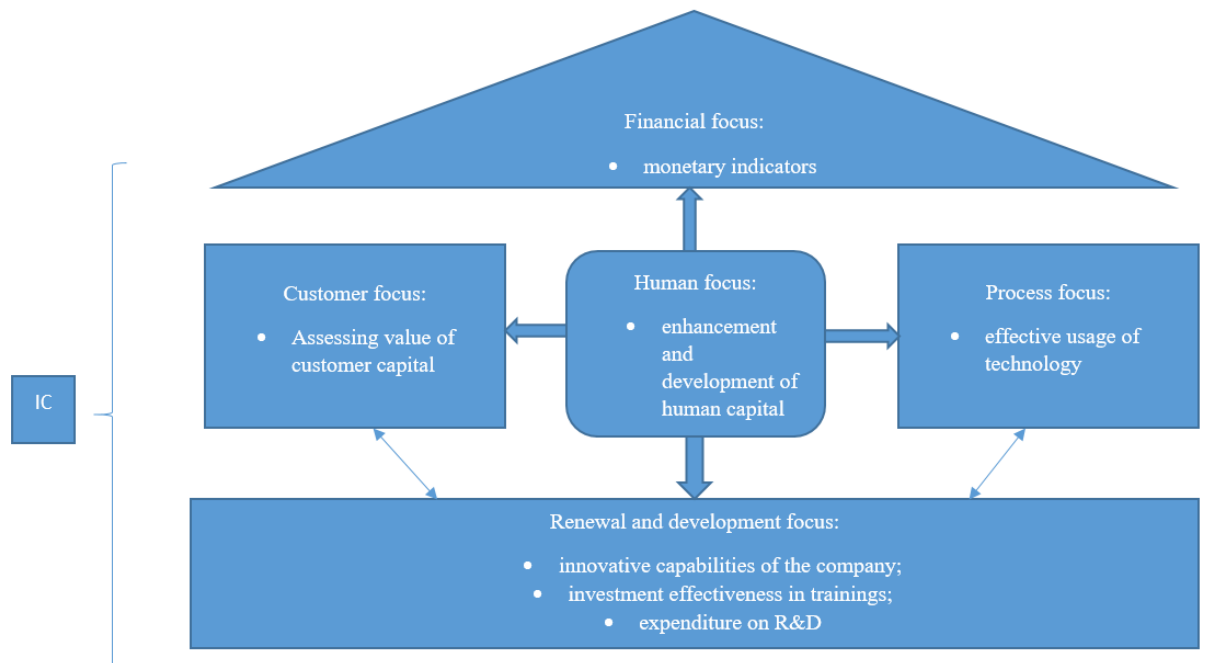 Financial focus:
• monetary indicators
Customer focus:
• Assessing value of
customer capital
Human focus:
• enhancement
and
development of
human capital
Process focus:
• effective usage of
technology
IC
Renewal and development focus:
• innovative capabilities of the company;
• investment effectiveness in trainings;
• expenditure on R&D